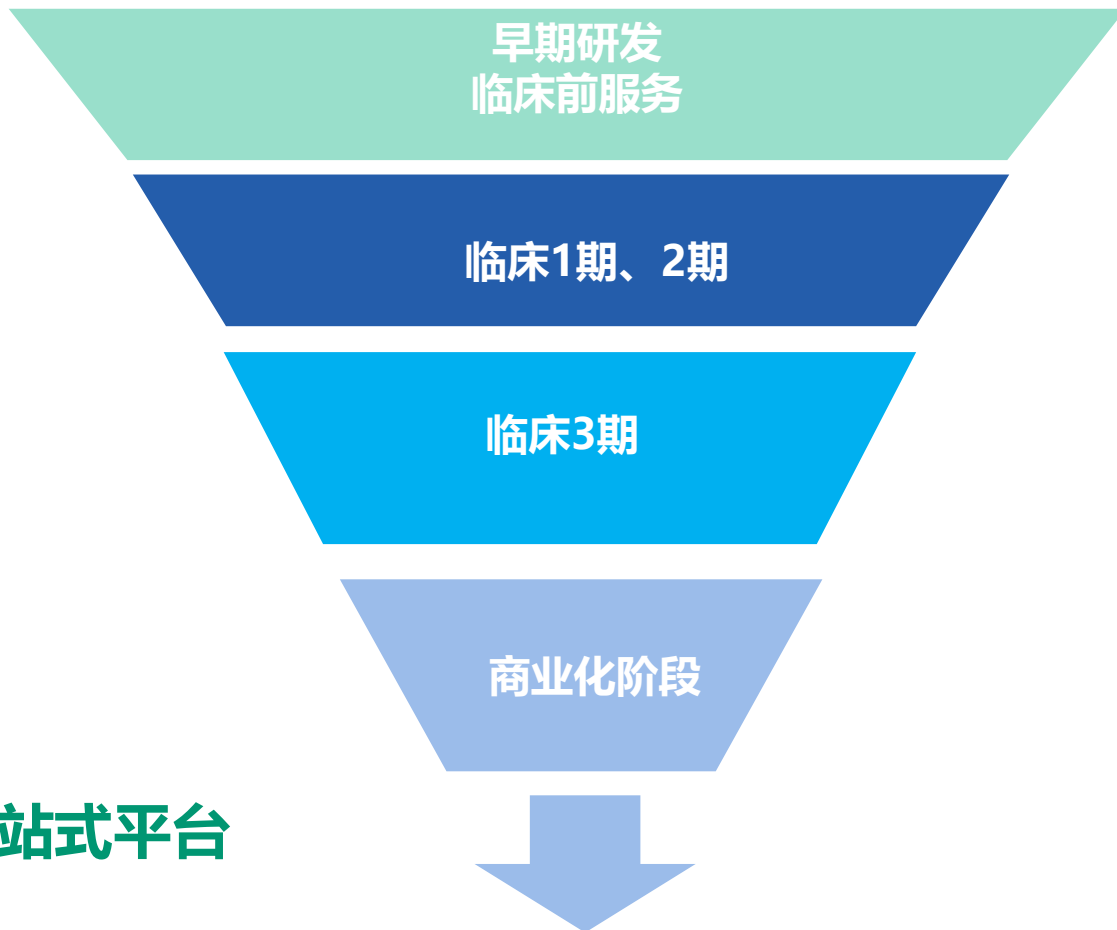 早期研发
临床前服务
临床1期、2期
临床3期
商业化阶段
站式平台